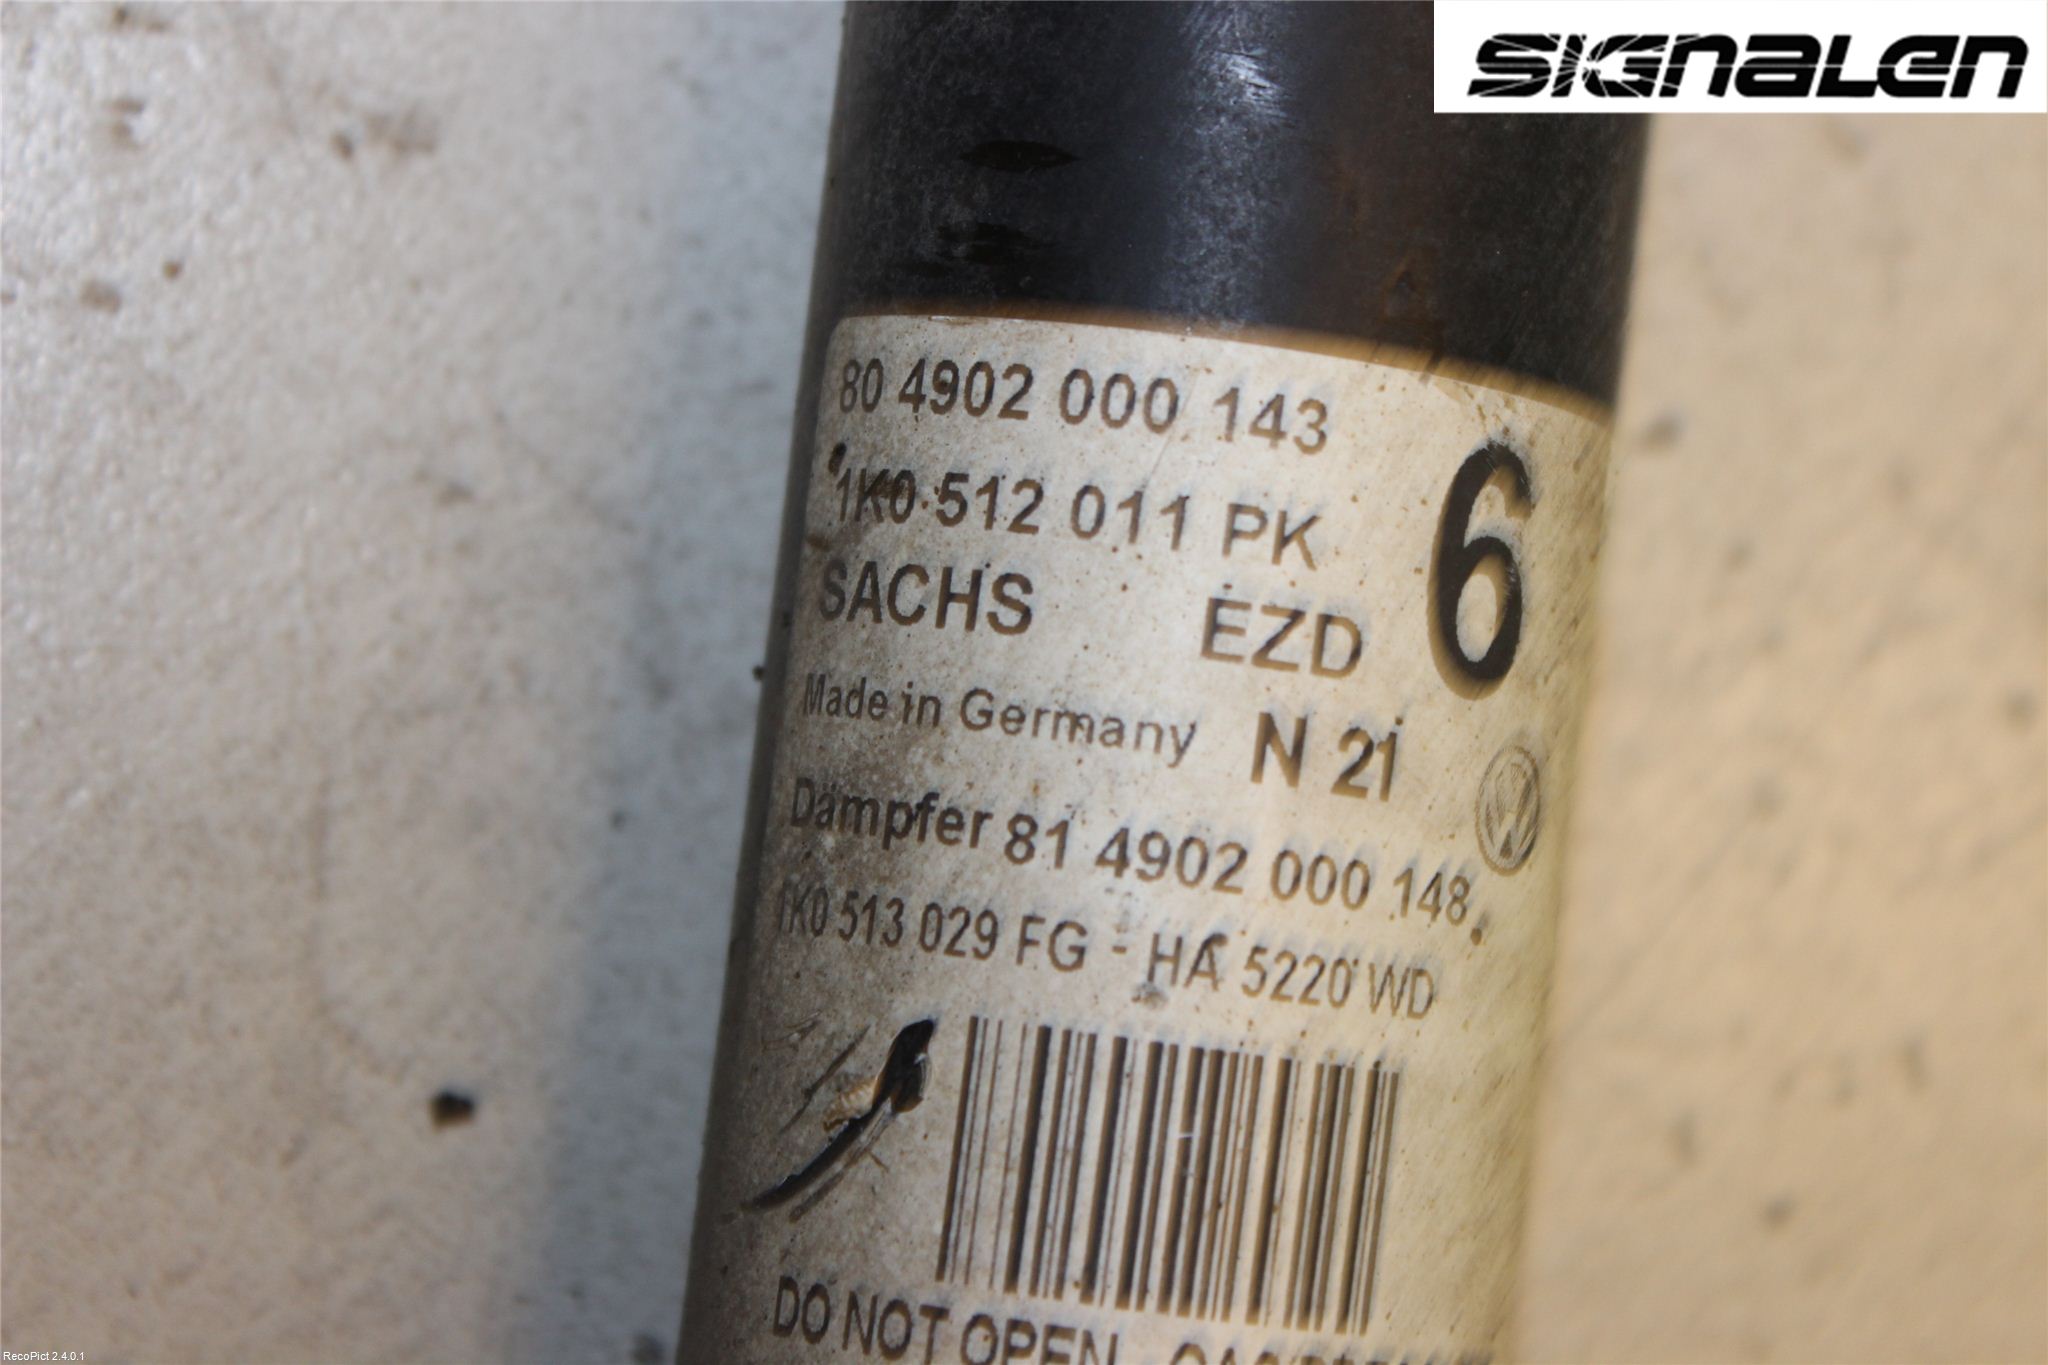 SIGNALEN
80 4902 000 143
1K0 512 011 PK
6
SACHS EZD
Made in Germany N 21
Dämpfer 81 4902 000 148
1K0 513 029 FG - HA 5220 WD
DO NOT OPEN
RecoPict 2.4.0.1